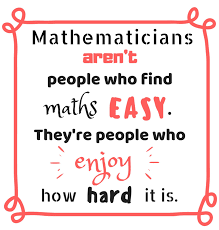 Mathematicians
aren't
people who find
maths EASY.
They're people who
enjoy
how hard it is.